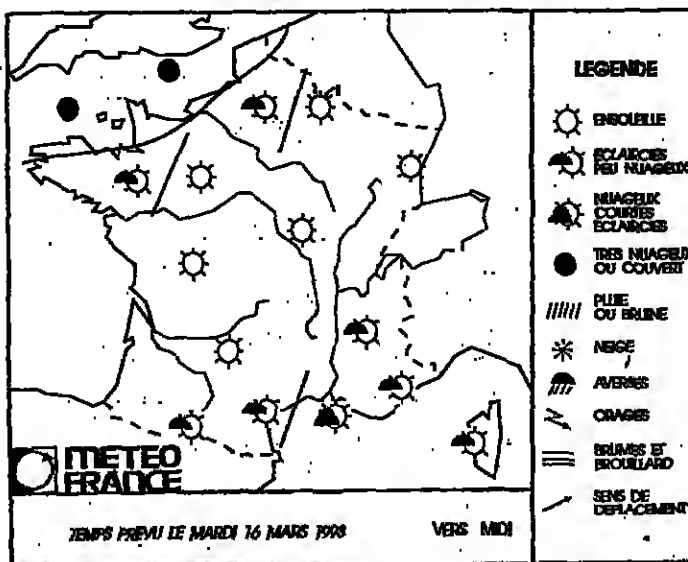 LEGENDE
ENSOLEILLE
ECLAIRCIES
PEU NUAGEUX
NUAGEUX
COURTES
ECLAIRCIES
TRES NUAGEUX
OU COUVERT
PLUIE
OU BRUINE
NEIGE
AVERSES
ORAGES
BRUMES ET
BROUILLARD
SENS DE
DEPLACEMENT
METEO
FRANCE
TEMPS PREVU LE MARDI 16 MARS 1993 VERS MIDI